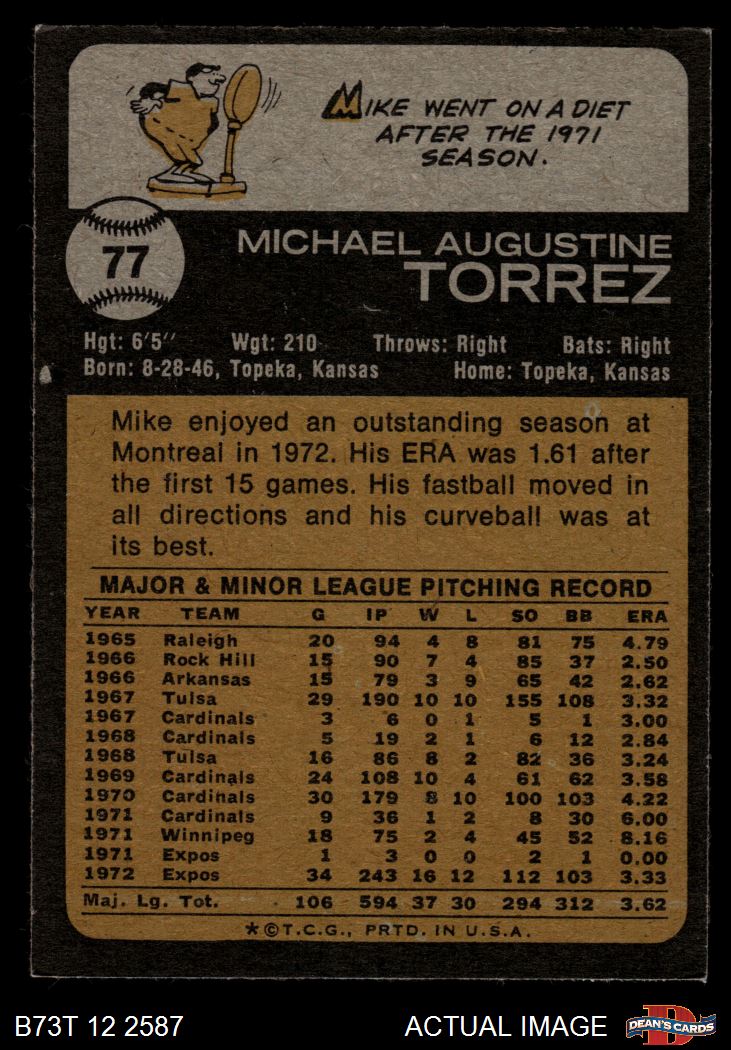 MIKE WENT ON A DIET
AFTER THE 1971
SEASON.
77
MICHAEL AUGUSTINE
TORREZ
Hgt: 6'5" Wgt: 210 Throws: Right Bats: Right
Born: 8-28-46, Topeka, Kansas Home: Topeka, Kansas
Mike enjoyed an outstanding season at
Montreal in 1972. His ERA was 1.61 after
the first 15 games. His fastball moved in
all directions and his curveball was at
its best.
MAJOR & MINOR LEAGUE PITCHING RECORD
YEAR TEAM G IP W L SO BB ERA
1965 Raleigh 20 94 4 8 81 75 4.79
1966 Rock Hill 15 90 7 4 85 37 2.50
1966 Arkansas 15 79 3 9 65 42 2.62
1967 Tulsa 29 190 10 10 155 108 3.32
1967 Cardinals 3 6 0 1 5 1 3.00
1968 Cardinals 5 19 2 1 6 12 2.84
1968 Tulsa 16 86 8 2 82 36 3.24
1969 Cardinals 24 108 10 4 61 62 3.58
1970 Cardinals 30 179 8 10 100 103 4.22
1971 Cardinals 9 36 1 2 8 30 6.00
1971 Winnipeg 18 75 2 4 45 52 8.16
1971 Expos 1 3 0 0 2 1 0.00
1972 Expos 34 243 16 12 112 103 3.33
Maj. Lg. Tot. 106 594 37 30 294 312 3.62
*©T.C.G., PRTD. IN U.S.A.
B73T 12 2587 ACTUAL IMAGE
D
DEAN'S CARDS